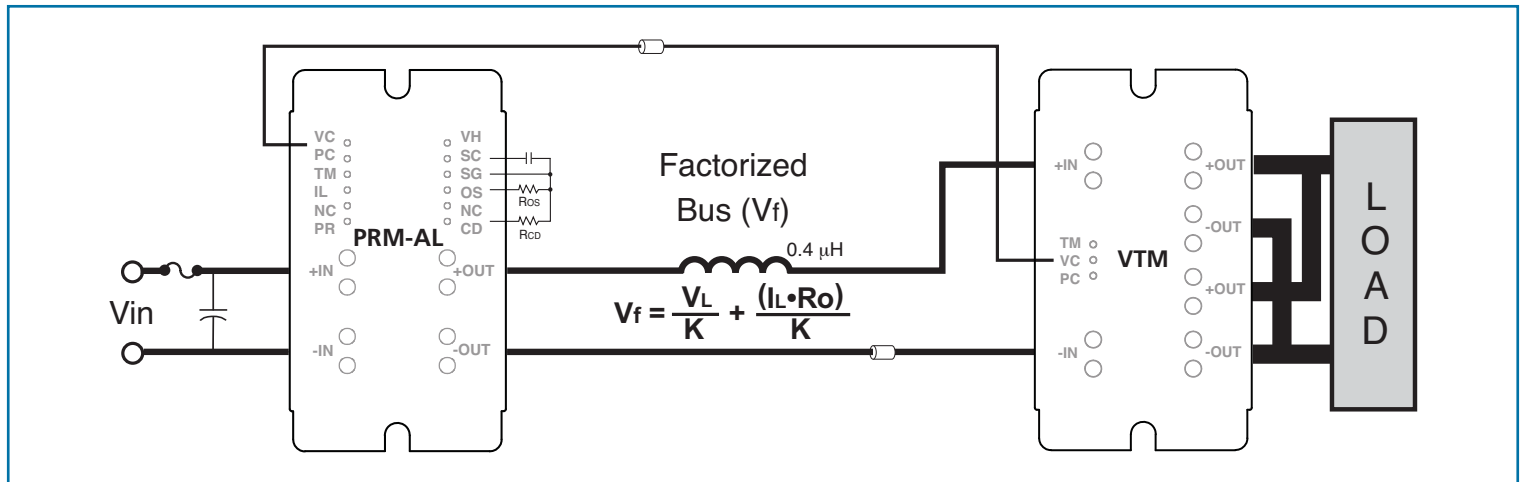 VC
PC
TM
IL
NC
PR
VH
SC
SG
OS
NC
CD
ROS
RCD
PRM-AL
+IN
-IN
+OUT
-OUT
Vin
Factorized
Bus (Vf)
0.4 µH
Vf = VL/K + (IL•Ro)/K
+IN
TM
VC
PC
-IN
VTM
+OUT
-OUT
+OUT
-OUT
LOAD